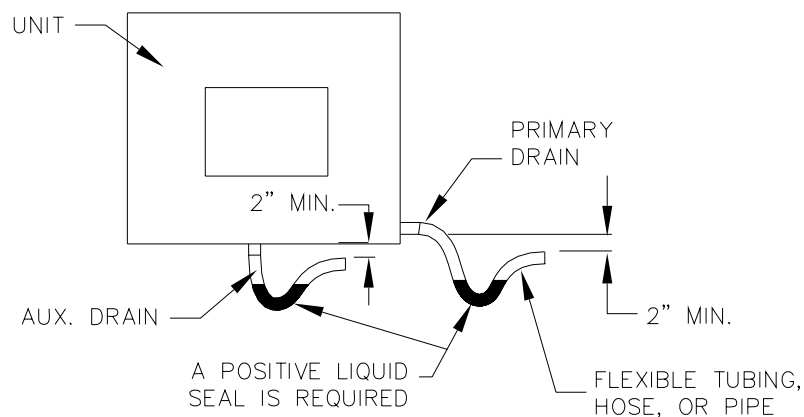 UNIT
PRIMARY
DRAIN
2” MIN.
AUX. DRAIN
2” MIN.
A POSITIVE LIQUID
SEAL IS REQUIRED
FLEXIBLE TUBING,
HOSE, OR PIPE